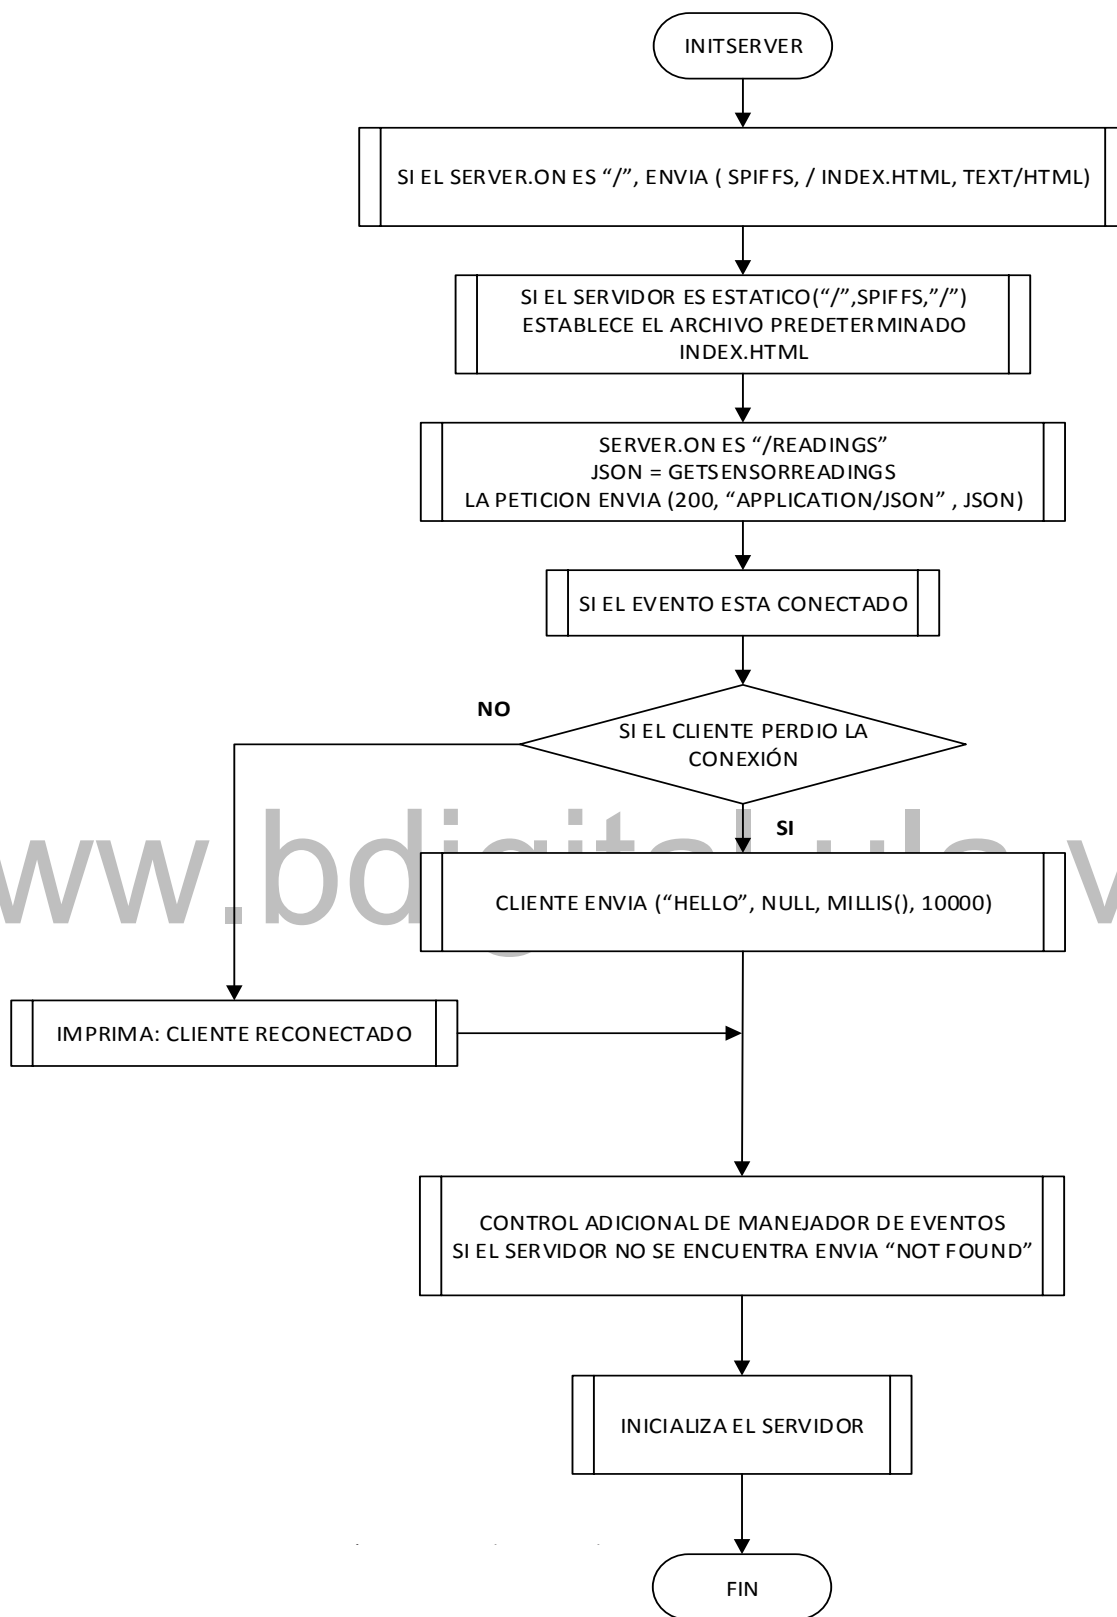 INITSERVER
SI EL SERVER.ON ES “/”, ENVIA ( SPIFFS, / INDEX.HTML, TEXT/HTML)
SI EL SERVIDOR ES ESTATICO(“/”,SPIFFS,”/”)
ESTABLECE EL ARCHIVO PREDETERMINADO
INDEX.HTML
SERVER.ON ES “/READINGS”
JSON = GETSENSORREADINGS
LA PETICION ENVIA (200, “APPLICATION/JSON” , JSON)
SI EL EVENTO ESTA CONECTADO
NO
SI EL CLIENTE PERDIO LA
CONEXIÓN
SI
CLIENTE ENVIA (“HELLO”, NULL, MILLIS(), 10000)
IMPRIMA: CLIENTE RECONECTADO
CONTROL ADICIONAL DE MANEJADOR DE EVENTOS
SI EL SERVIDOR NO SE ENCUENTRA ENVIA “NOT FOUND”
INICIALIZA EL SERVIDOR
FIN